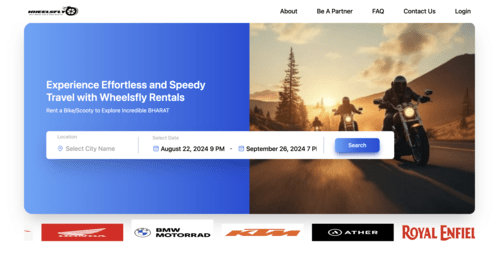 WHEELSFLY
About
Be A Partner
FAQ
Contact Us
Login
Experience Effortless and Speedy
Travel with Wheelsfly Rentals
Rent a Bike/Scooty to Explore Incredible BHARAT
Location
Select City Name
Select Date
August 22, 2024 9 PM - September 26, 2024 7 P
Search
HONDA
BMW
MOTORRAD
KTM
ATHER
ROYAL ENFIEL